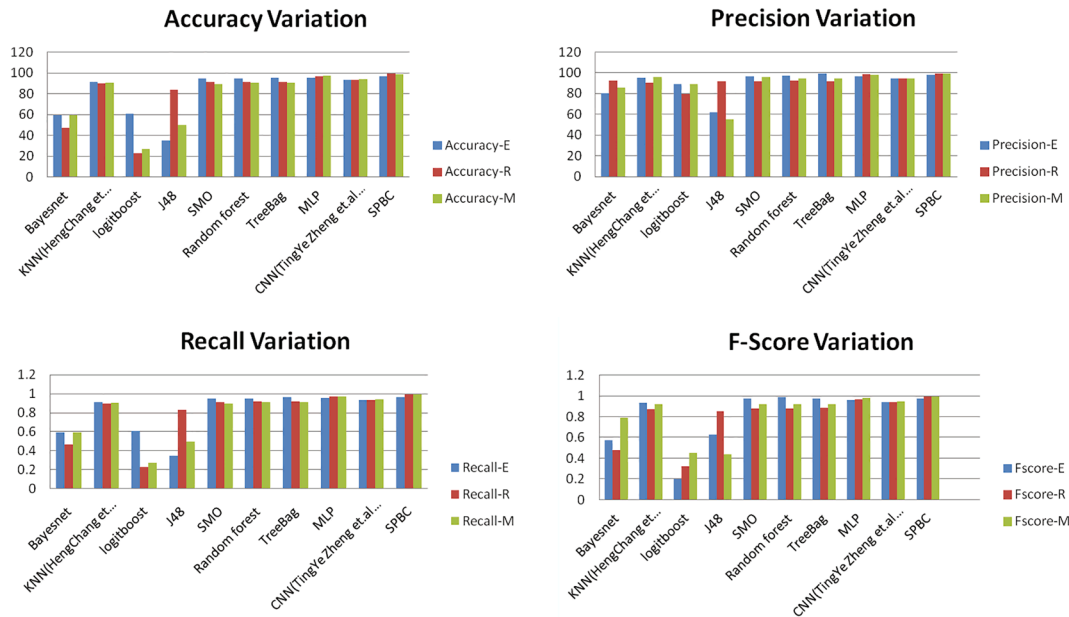 Accuracy Variation
120
100
80
60
40
20
0
Bayesnet
KNN(HengChang et...
logitboost
J48
SMO
Random forest
TreeBag
MLP
CNN(TingYe Zheng et.al...
SPBC
Accuracy-E
Accuracy-R
Accuracy-M
Precision Variation
120
100
80
60
40
20
0
Bayesnet
KNN(HengChang et...
logitboost
J48
SMO
Random forest
TreeBag
MLP
CNN(TingYe Zheng et.al...
SPBC
Precision-E
Precision-R
Precision-M
Recall Variation
1.2
1
0.8
0.6
0.4
0.2
0
Bayesnet
KNN(HengChang et...
logitboost
J48
SMO
Random forest
TreeBag
MLP
CNN(TingYe Zheng et.al...
SPBC
Recall-E
Recall-R
Recall-M
F-Score Variation
1.2
1
0.8
0.6
0.4
0.2
0
Bayesnet
KNN(HengChang et...
logitboost
J48
SMO
Random forest
TreeBag
MLP
CNN(TingYe Zheng et.al...
SPBC
Fscore-E
Fscore-R
Fscore-M